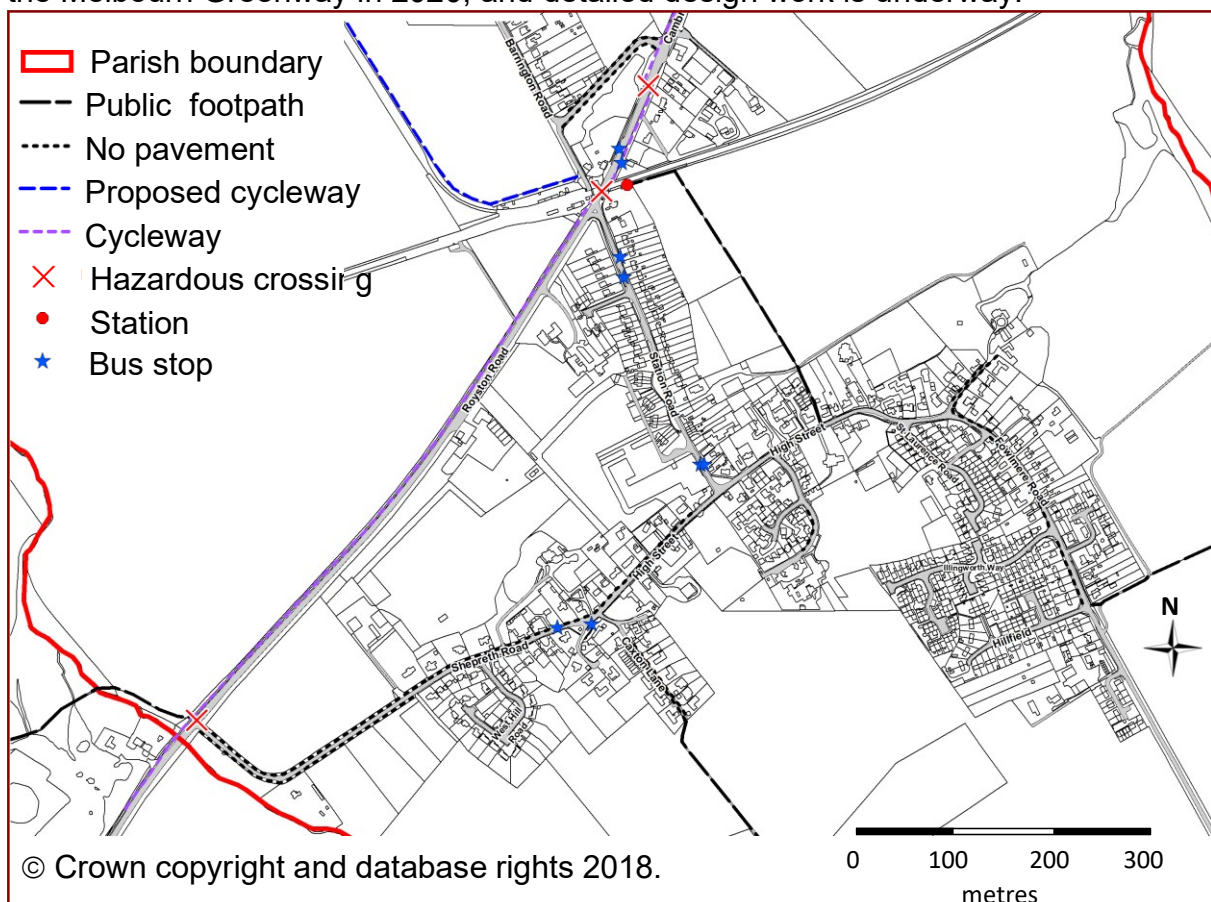 the Melbourn Greenway in 2020, and detailed design work is underway.
Parish boundary
Public footpath
No pavement
Proposed cycleway
Cycleway
Hazardous crossing
Station
Bus stop
Barrington Road
Camb
Royston Road
Station Road
High Street
St Laurence Road
Fowlmere Road
High Street
Illingworth Way
Hillfield
Shepreth Road
Caxton Lane
West Hill Road
N
0 100 200 300
metres
© Crown copyright and database rights 2018.